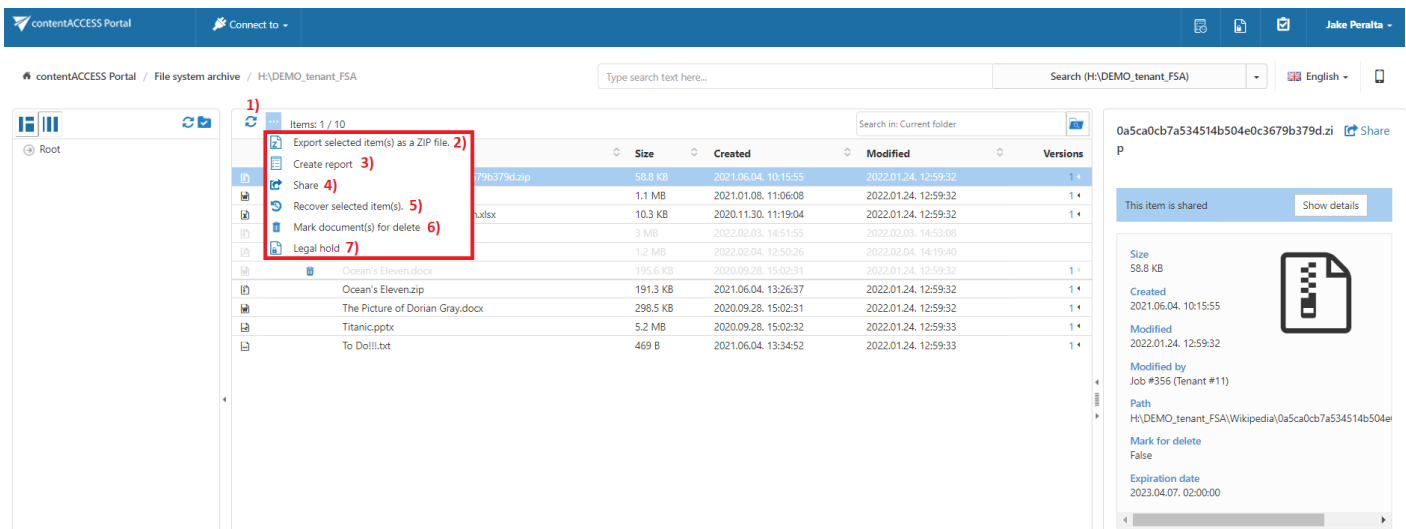 contentACCESS Portal
Connect to
Jake Peralta
contentACCESS Portal / File system archive / H:\DEMO_tenant_FSA
Type search text here...
Search (H:\DEMO_tenant_FSA)
English
1)
Items: 1 / 10
Search in: Current folder
Root
Export selected item(s) as a ZIP file. 2)
Create report 3)
Share 4)
Recover selected item(s). 5)
Mark document(s) for delete 6)
Legal hold 7)
Size Created Modified Versions
679b379d.zip 58.8 KB 2021.06.04. 10:15:55 2022.01.24. 12:59:32 1
1.1 MB 2021.01.08. 11:06:08 2022.01.24. 12:59:32 1
n.xlsx 10.3 KB 2020.11.30. 11:19:04 2022.01.24. 12:59:32 1
3 MB 2022.02.03. 14:51:55 2022.02.03. 14:53:08
1.2 MB 2022.02.04. 12:50:26 2022.02.04. 14:19:40
Ocean's Eleven.docx 195.6 KB 2020.09.28. 15:02:31 2022.01.24. 12:59:32 1
Ocean's Eleven.zip 191.3 KB 2021.06.04. 13:26:37 2022.01.24. 12:59:32 1
The Picture of Dorian Gray.docx 298.5 KB 2020.09.28. 15:02:31 2022.01.24. 12:59:32 1
Titanic.pptx 5.2 MB 2020.09.28. 15:02:32 2022.01.24. 12:59:33 1
To Do!!!.txt 469 B 2021.06.04. 13:34:52 2022.01.24. 12:59:33 1
0a5ca0cb7a534514b504e0c3679b379d.zi
p
Share
This item is shared
Show details
Size
58.8 KB
Created
2021.06.04. 10:15:55
Modified
2022.01.24. 12:59:32
Modified by
Job #356 (Tenant #11)
Path
H:\DEMO_tenant_FSA\Wikipedia\0a5ca0cb7a534514b504e
Mark for delete
False
Expiration date
2023.04.07. 02:00:00